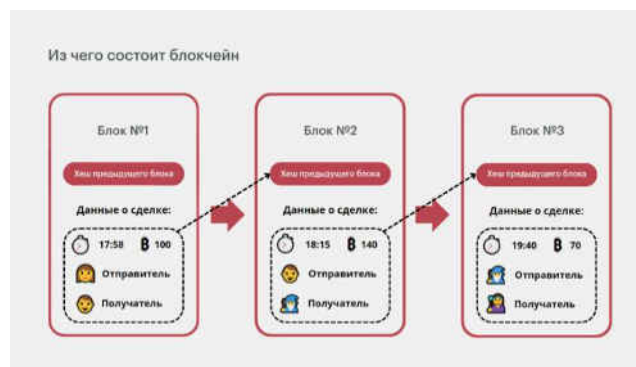 Из чего состоит блокчейн
Блок №1
Хеш предыдущего блока
Данные о сделке:
17:58 ₿ 100
Отправитель
Получатель
Блок №2
Хеш предыдущего блока
Данные о сделке:
18:15 ₿ 140
Отправитель
Получатель
Блок №3
Хеш предыдущего блока
Данные о сделке:
19:40 ₿ 70
Отправитель
Получатель